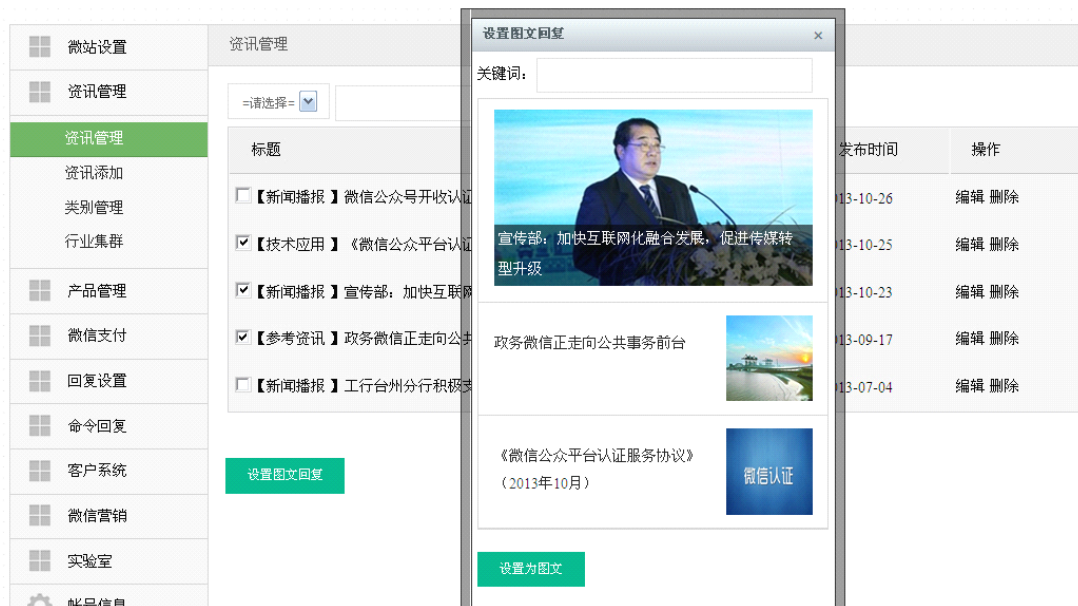 微站设置
资讯管理
资讯管理
资讯添加
类别管理
行业集群
产品管理
微信支付
回复设置
命令回复
客户系统
微信营销
实验室
帐号信息
资讯管理
=请选择=
标题
发布时间
操作
【新闻播报 】微信公众号开收认证
13-10-26
编辑 删除
【技术应用 】《微信公众平台认证
13-10-25
编辑 删除
【新闻播报 】宣传部：加快互联网
13-10-23
编辑 删除
【参考资讯 】政务微信正走向公共
13-09-17
编辑 删除
【新闻播报 】工行台州分行积极支
13-07-04
编辑 删除
设置图文回复
设置图文回复
×
关键词：
宣传部：加快互联网化融合发展，促进传媒转
型升级
政务微信正走向公共事务前台
《微信公众平台认证服务协议》
（2013年10月）
微信认证
设置为图文